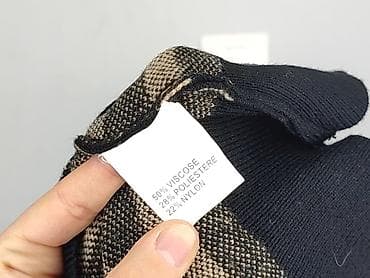 50% VISCOSE
28% POLIESTERE
22% NYLON